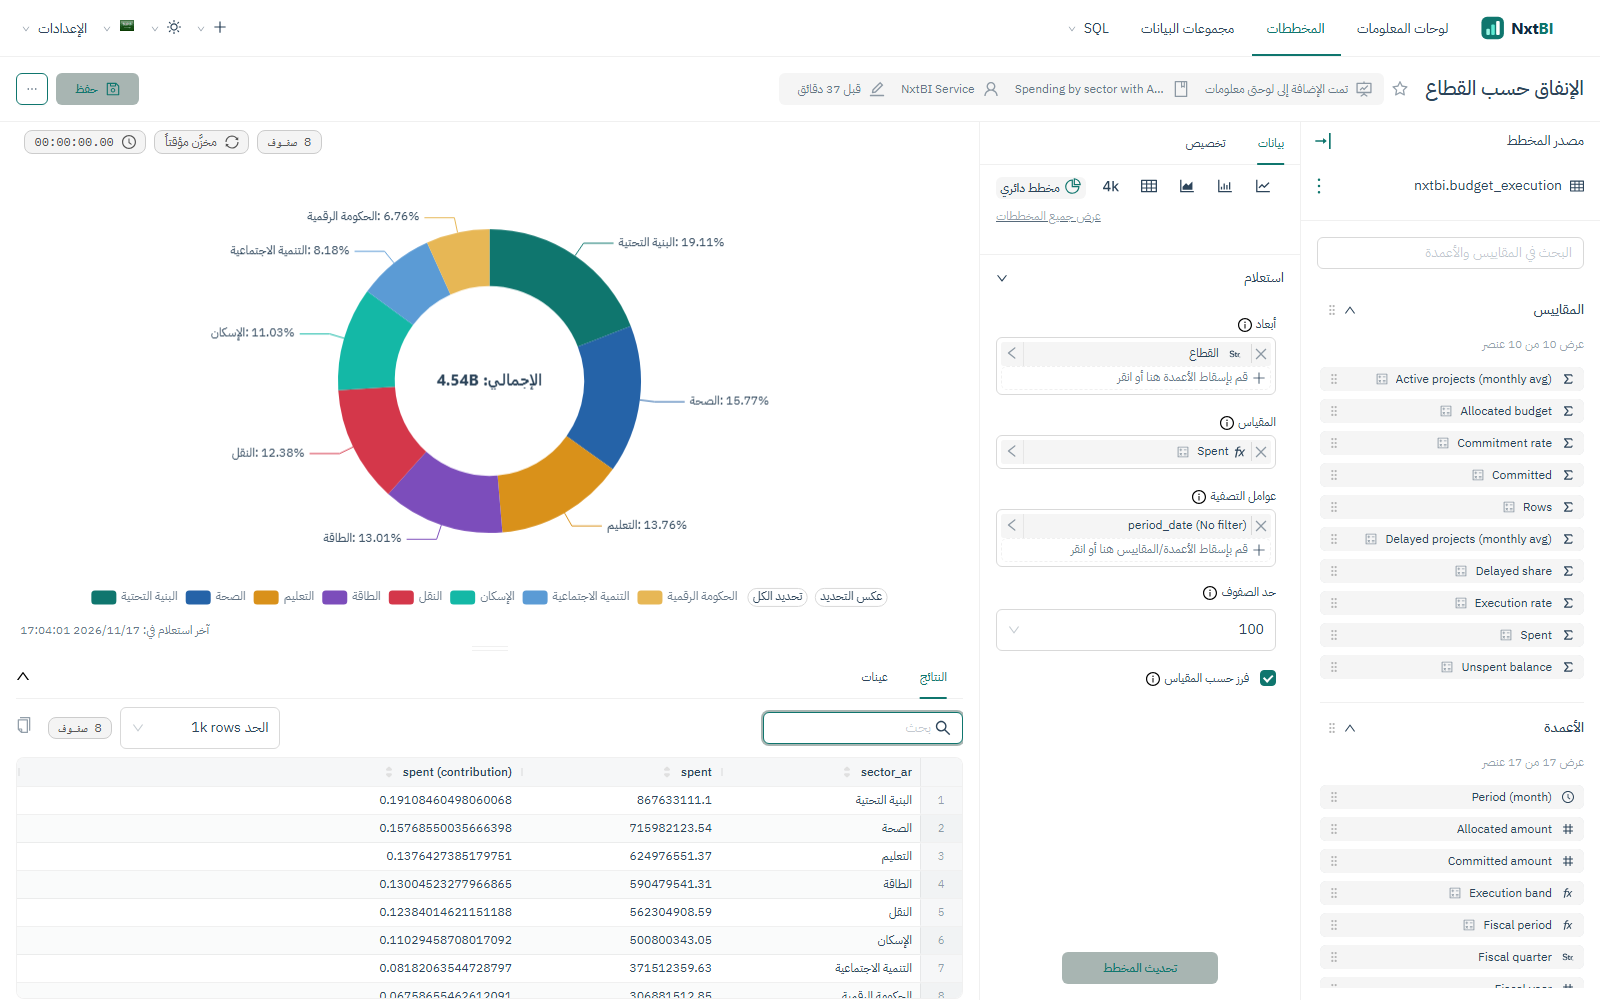 NxtBI
لوحات المعلومات
المخططات
مجموعات البيانات
SQL
الإعدادات
الإنفاق حسب القطاع
تمت الإضافة إلى لوحتي معلومات
Spending by sector with A...
NxtBI Service
قبل 37 دقائق
حفظ
...
مصدر المخطط
nxtbi.budget_execution
البحث في المقاييس والأعمدة
المقاييس
عرض 10 من 10 عنصر
Active projects (monthly avg)
Allocated budget
Commitment rate
Committed
Rows
Delayed projects (monthly avg)
Delayed share
Execution rate
Spent
Unspent balance
الأعمدة
عرض 17 من 17 عنصر
Period (month)
Allocated amount
Committed amount
Execution band
Fiscal period
Fiscal quarter
Fiscal year
بيانات
تخصيص
4k
مخطط دائري
عرض جميع المخططات
استعلام
أبعاد
القطاع
قم بإسقاط الأعمدة هنا أو انقر
المقياس
Spent
عوامل التصفية
period_date (No filter)
قم بإسقاط الأعمدة/المقاييس هنا أو انقر
حد الصفوف
100
فرز حسب المقياس
تحديث المخطط
8 صفوف
مخزّن مؤقتاً
00:00:00.00
البنية التحتية: 19.11%
الصحة: 15.77%
التعليم: 13.76%
الطاقة: 13.01%
النقل: 12.38%
الإسكان: 11.03%
التنمية الاجتماعية: 8.18%
الحكومة الرقمية: 6.76%
الإجمالي: 4.54B
البنية التحتية
الصحة
التعليم
الطاقة
النقل
الإسكان
التنمية الاجتماعية
الحكومة الرقمية
تحديد الكل
عكس التحديد
آخر استعلام في: 2026/11/17 17:04:01
النتائج
عينات
بحث
الحد 1k rows
8 صفوف
sector_ar spent spent (contribution)
1 البنية التحتية 867633111.1 0.19108460498060068
2 الصحة 715982123.54 0.15768550035666398
3 التعليم 624976551.37 0.1376427385179751
4 الطاقة 590479541.31 0.13004523277966865
5 النقل 562304908.59 0.12384014621151188
6 الإسكان 500800343.05 0.11029458708017092
7 التنمية الاجتماعية 371512359.63 0.08182063544728797
8 الحكومة الرقمية 306881512.85 0.06758655462612091